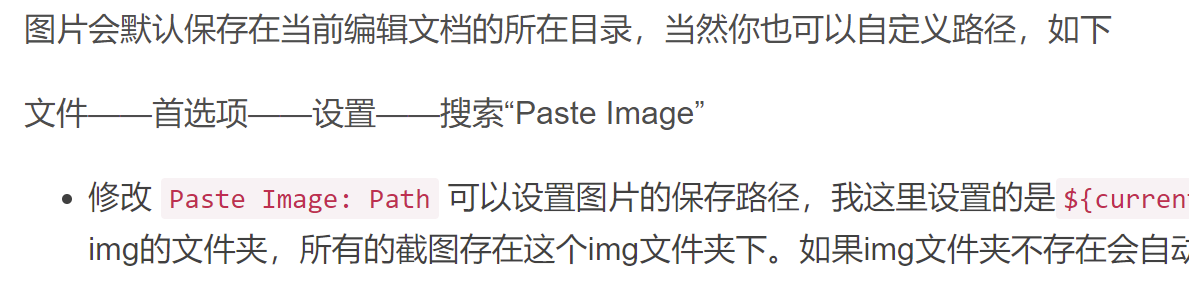 图片会默认保存在当前编辑文档的所在目录，当然你也可以自定义路径，如下
文件——首选项——设置——搜索“Paste Image”
• 修改 Paste Image: Path 可以设置图片的保存路径，我这里设置的是${current
img的文件夹，所有的截图存在这个img文件夹下。如果img文件夹不存在会自动